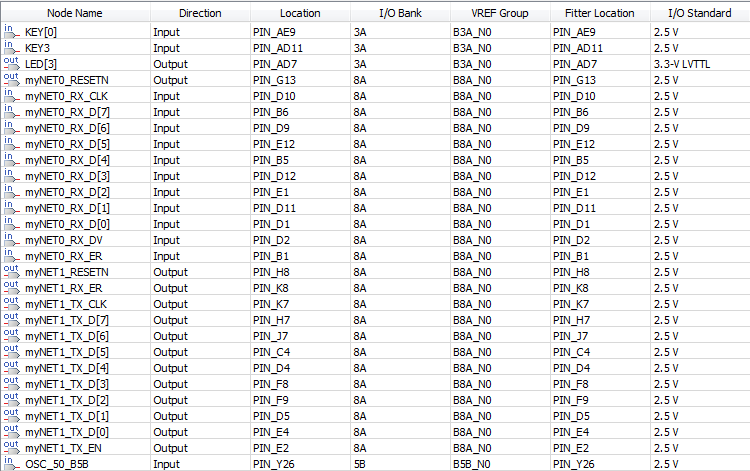 Node Name Direction Location I/O Bank VREF Group Fitter Location I/O Standard
in KEY[0] Input PIN_AE9 3A B3A_N0 PIN_AE9 2.5 V
in KEY3 Input PIN_AD11 3A B3A_N0 PIN_AD11 2.5 V
out LED[3] Output PIN_AD7 3A B3A_N0 PIN_AD7 3.3-V LVTTL
out myNET0_RESETN Output PIN_G13 8A B8A_N0 PIN_G13 2.5 V
in myNET0_RX_CLK Input PIN_D10 8A B8A_N0 PIN_D10 2.5 V
in myNET0_RX_D[7] Input PIN_B6 8A B8A_N0 PIN_B6 2.5 V
in myNET0_RX_D[6] Input PIN_D9 8A B8A_N0 PIN_D9 2.5 V
in myNET0_RX_D[5] Input PIN_E12 8A B8A_N0 PIN_E12 2.5 V
in myNET0_RX_D[4] Input PIN_B5 8A B8A_N0 PIN_B5 2.5 V
in myNET0_RX_D[3] Input PIN_D12 8A B8A_N0 PIN_D12 2.5 V
in myNET0_RX_D[2] Input PIN_E1 8A B8A_N0 PIN_E1 2.5 V
in myNET0_RX_D[1] Input PIN_D11 8A B8A_N0 PIN_D11 2.5 V
in myNET0_RX_D[0] Input PIN_D1 8A B8A_N0 PIN_D1 2.5 V
in myNET0_RX_DV Input PIN_D2 8A B8A_N0 PIN_D2 2.5 V
in myNET0_RX_ER Input PIN_B1 8A B8A_N0 PIN_B1 2.5 V
out myNET1_RESETN Output PIN_H8 8A B8A_N0 PIN_H8 2.5 V
out myNET1_RX_ER Output PIN_K8 8A B8A_N0 PIN_K8 2.5 V
out myNET1_TX_CLK Output PIN_K7 8A B8A_N0 PIN_K7 2.5 V
out myNET1_TX_D[7] Output PIN_H7 8A B8A_N0 PIN_H7 2.5 V
out myNET1_TX_D[6] Output PIN_J7 8A B8A_N0 PIN_J7 2.5 V
out myNET1_TX_D[5] Output PIN_C4 8A B8A_N0 PIN_C4 2.5 V
out myNET1_TX_D[4] Output PIN_D4 8A B8A_N0 PIN_D4 2.5 V
out myNET1_TX_D[3] Output PIN_F8 8A B8A_N0 PIN_F8 2.5 V
out myNET1_TX_D[2] Output PIN_F9 8A B8A_N0 PIN_F9 2.5 V
out myNET1_TX_D[1] Output PIN_D5 8A B8A_N0 PIN_D5 2.5 V
out myNET1_TX_D[0] Output PIN_E4 8A B8A_N0 PIN_E4 2.5 V
out myNET1_TX_EN Output PIN_E2 8A B8A_N0 PIN_E2 2.5 V
in OSC_50_B5B Input PIN_Y26 5B B5B_N0 PIN_Y26 2.5 V